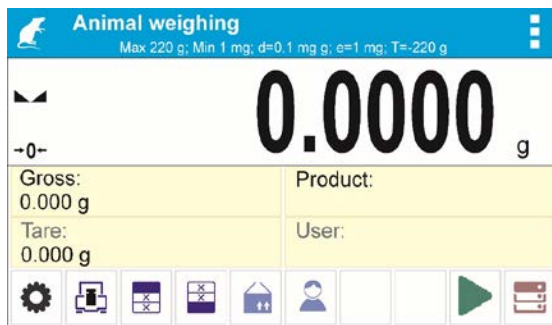 Animal weighing
Max 220 g; Min 1 mg; d=0.1 mg g; e=1 mg; T=-220 g
0.0000 g
→0←
Gross:
0.000 g
Product:
Tare:
0.000 g
User: